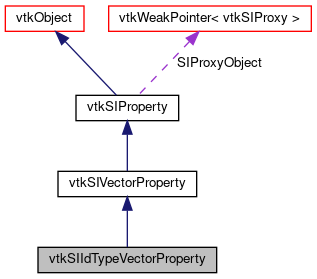 vtkObject
vtkWeakPointer< vtkSIProxy >
SIProxyObject
vtkSIProperty
vtkSIVectorProperty
vtkSIIdTypeVectorProperty